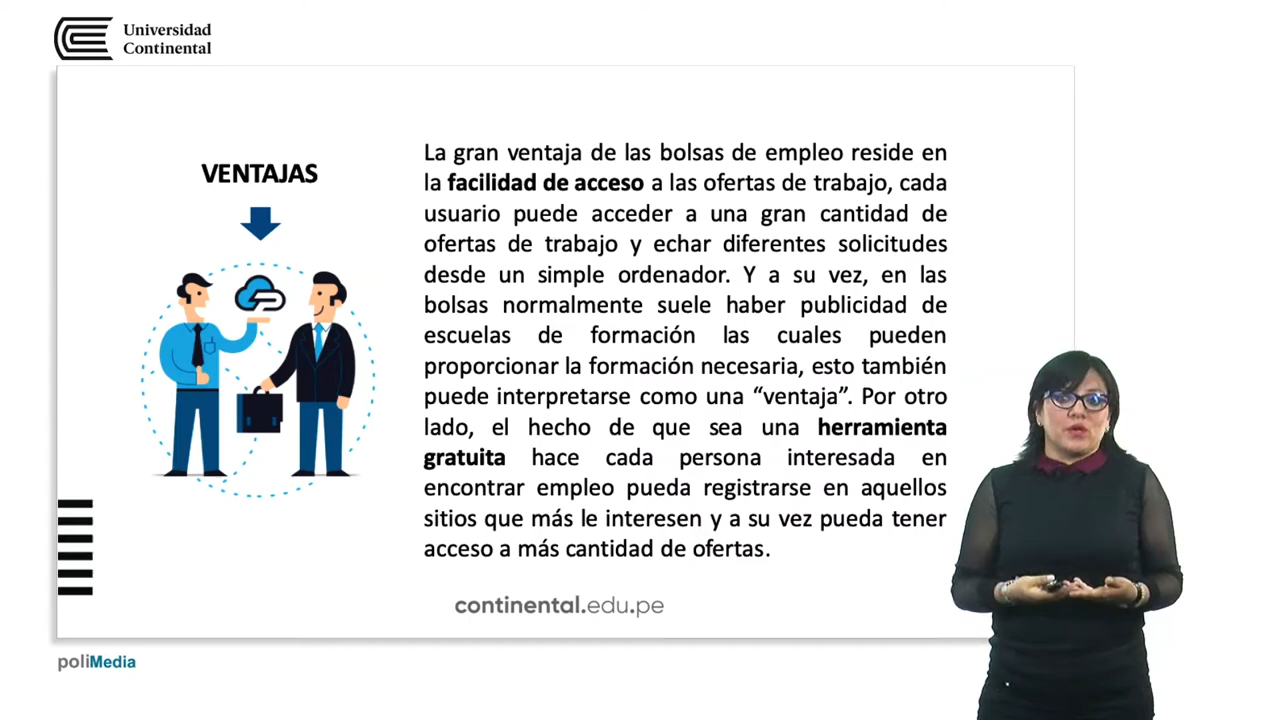 Universidad
Continental
VENTAJAS
La gran ventaja de las bolsas de empleo reside en
la facilidad de acceso a las ofertas de trabajo, cada
usuario puede acceder a una gran cantidad de
ofertas de trabajo y echar diferentes solicitudes
desde un simple ordenador. Y a su vez, en las
bolsas normalmente suele haber publicidad de
escuelas de formación las cuales pueden
proporcionar la formación necesaria, esto también
puede interpretarse como una “ventaja”. Por otro
lado, el hecho de que sea una herramienta
gratuita hace cada persona interesada en
encontrar empleo pueda registrarse en aquellos
sitios que más le interesen y a su vez pueda tener
acceso a más cantidad de ofertas.
continental.edu.pe
poliMedia